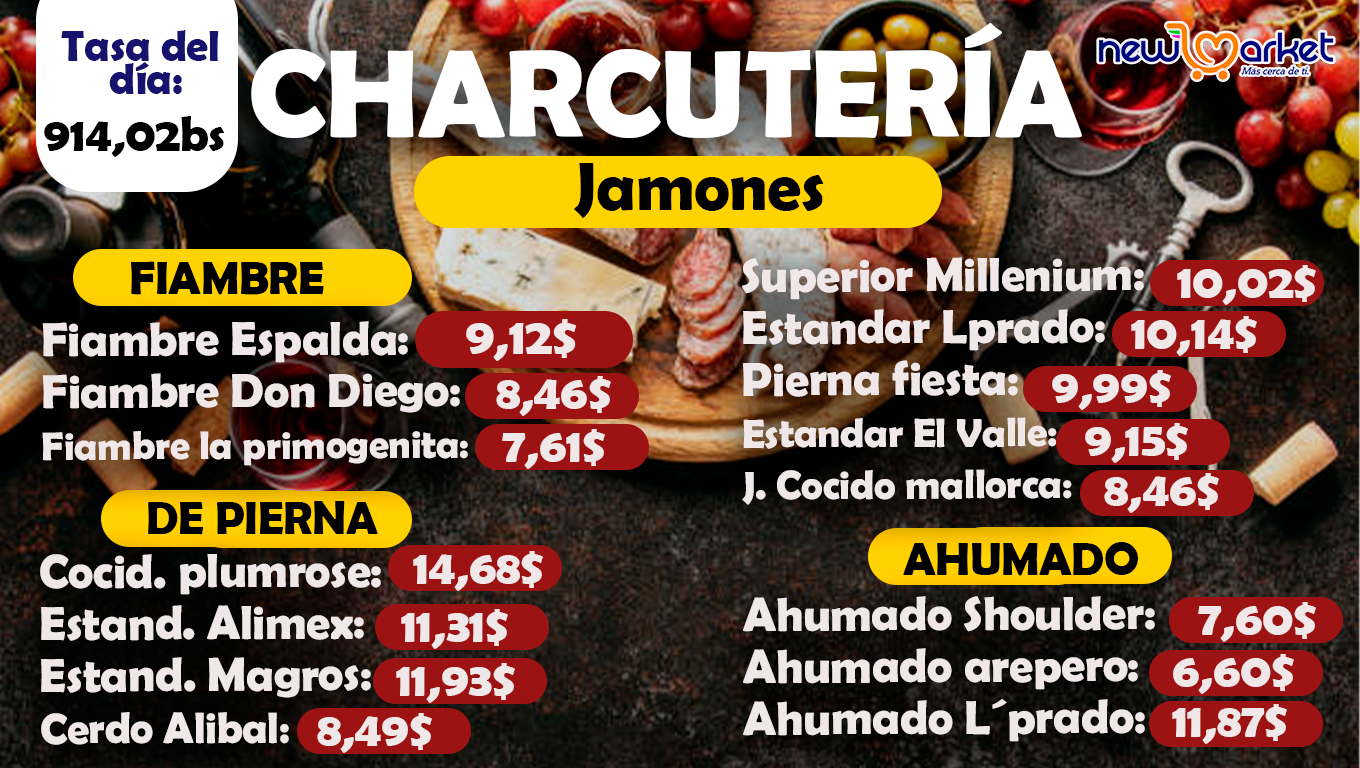 Tasa del
día:
914,02bs
CHARCUTERÍA
new market
Más cerca de ti.
Jamones
FIAMBRE
Fiambre Espalda: 9,12$
Fiambre Don Diego: 8,46$
Fiambre la primogenita: 7,61$
DE PIERNA
Cocid. plumrose: 14,68$
Estand. Alimex: 11,31$
Estand. Magros: 11,93$
Cerdo Alibal: 8,49$
Superior Millenium: 10,02$
Estandar Lprado: 10,14$
Pierna fiesta: 9,99$
Estandar El Valle: 9,15$
J. Cocido mallorca: 8,46$
AHUMADO
Ahumado Shoulder: 7,60$
Ahumado arepero: 6,60$
Ahumado L´prado: 11,87$